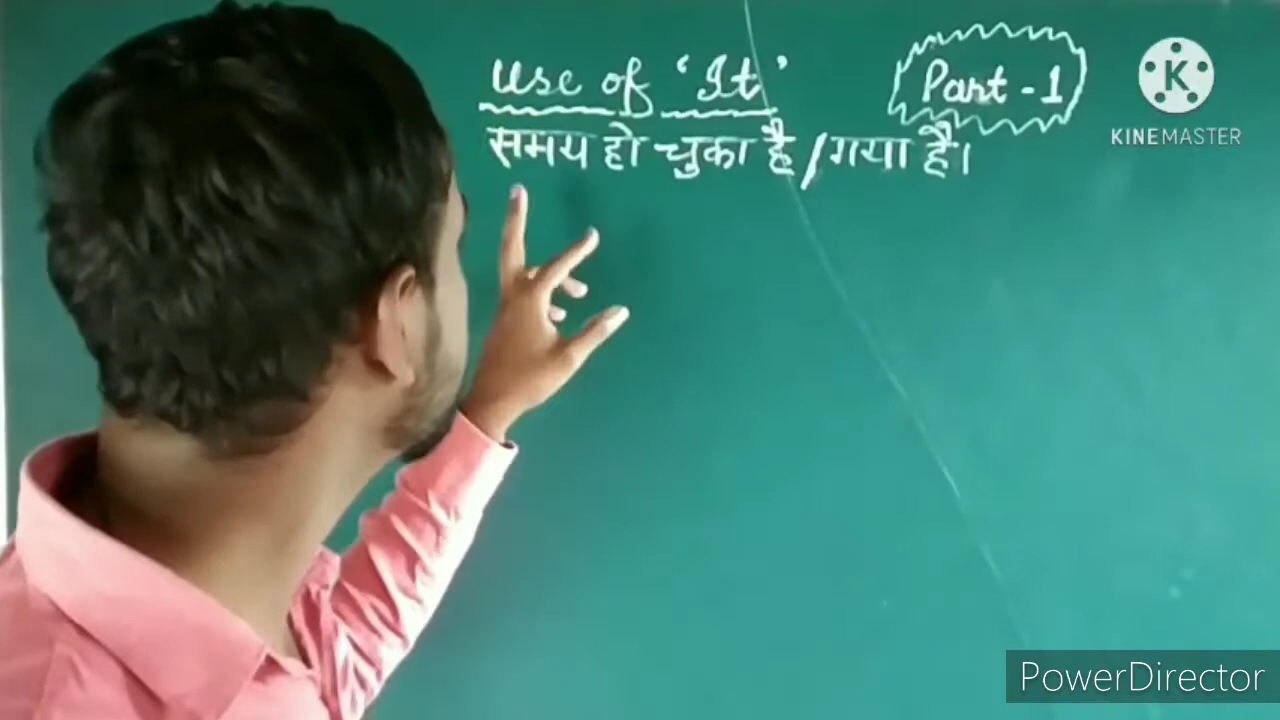 Use of 'It'
Part-1
समय हो चुका है/गया है।
KINEMASTER
PowerDirector